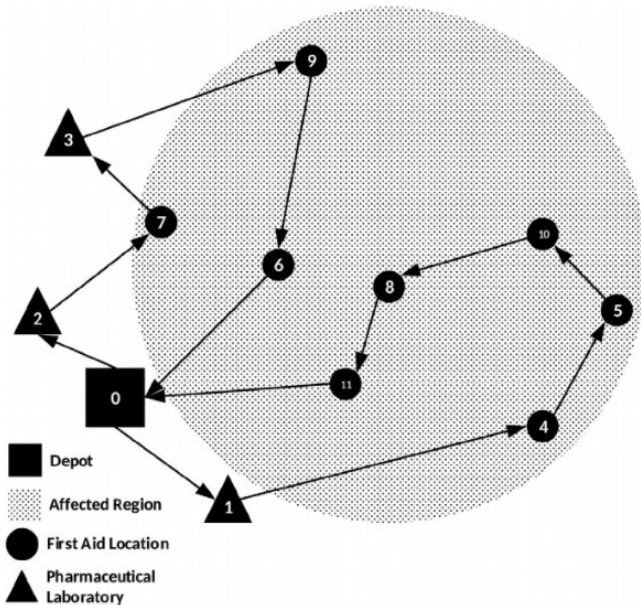 9
3
7
10
6
8
5
2
11
0
4
1
Depot
Affected Region
First Aid Location
Pharmaceutical
Laboratory